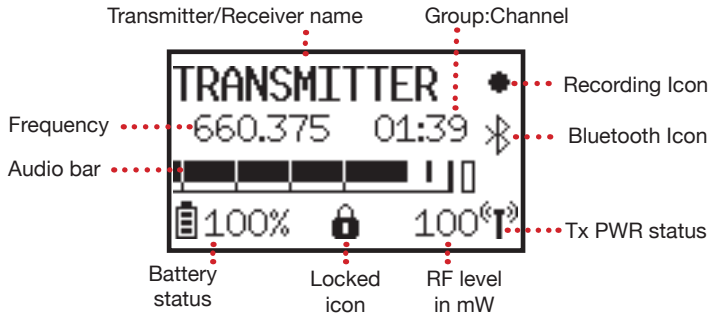 Transmitter/Receiver name
Group:Channel
TRANSMITTER
Recording Icon
Frequency
660.375 01:39
Bluetooth Icon
Audio bar
100%
100
Tx PWR status
Battery
status
Locked
icon
RF level
in mW